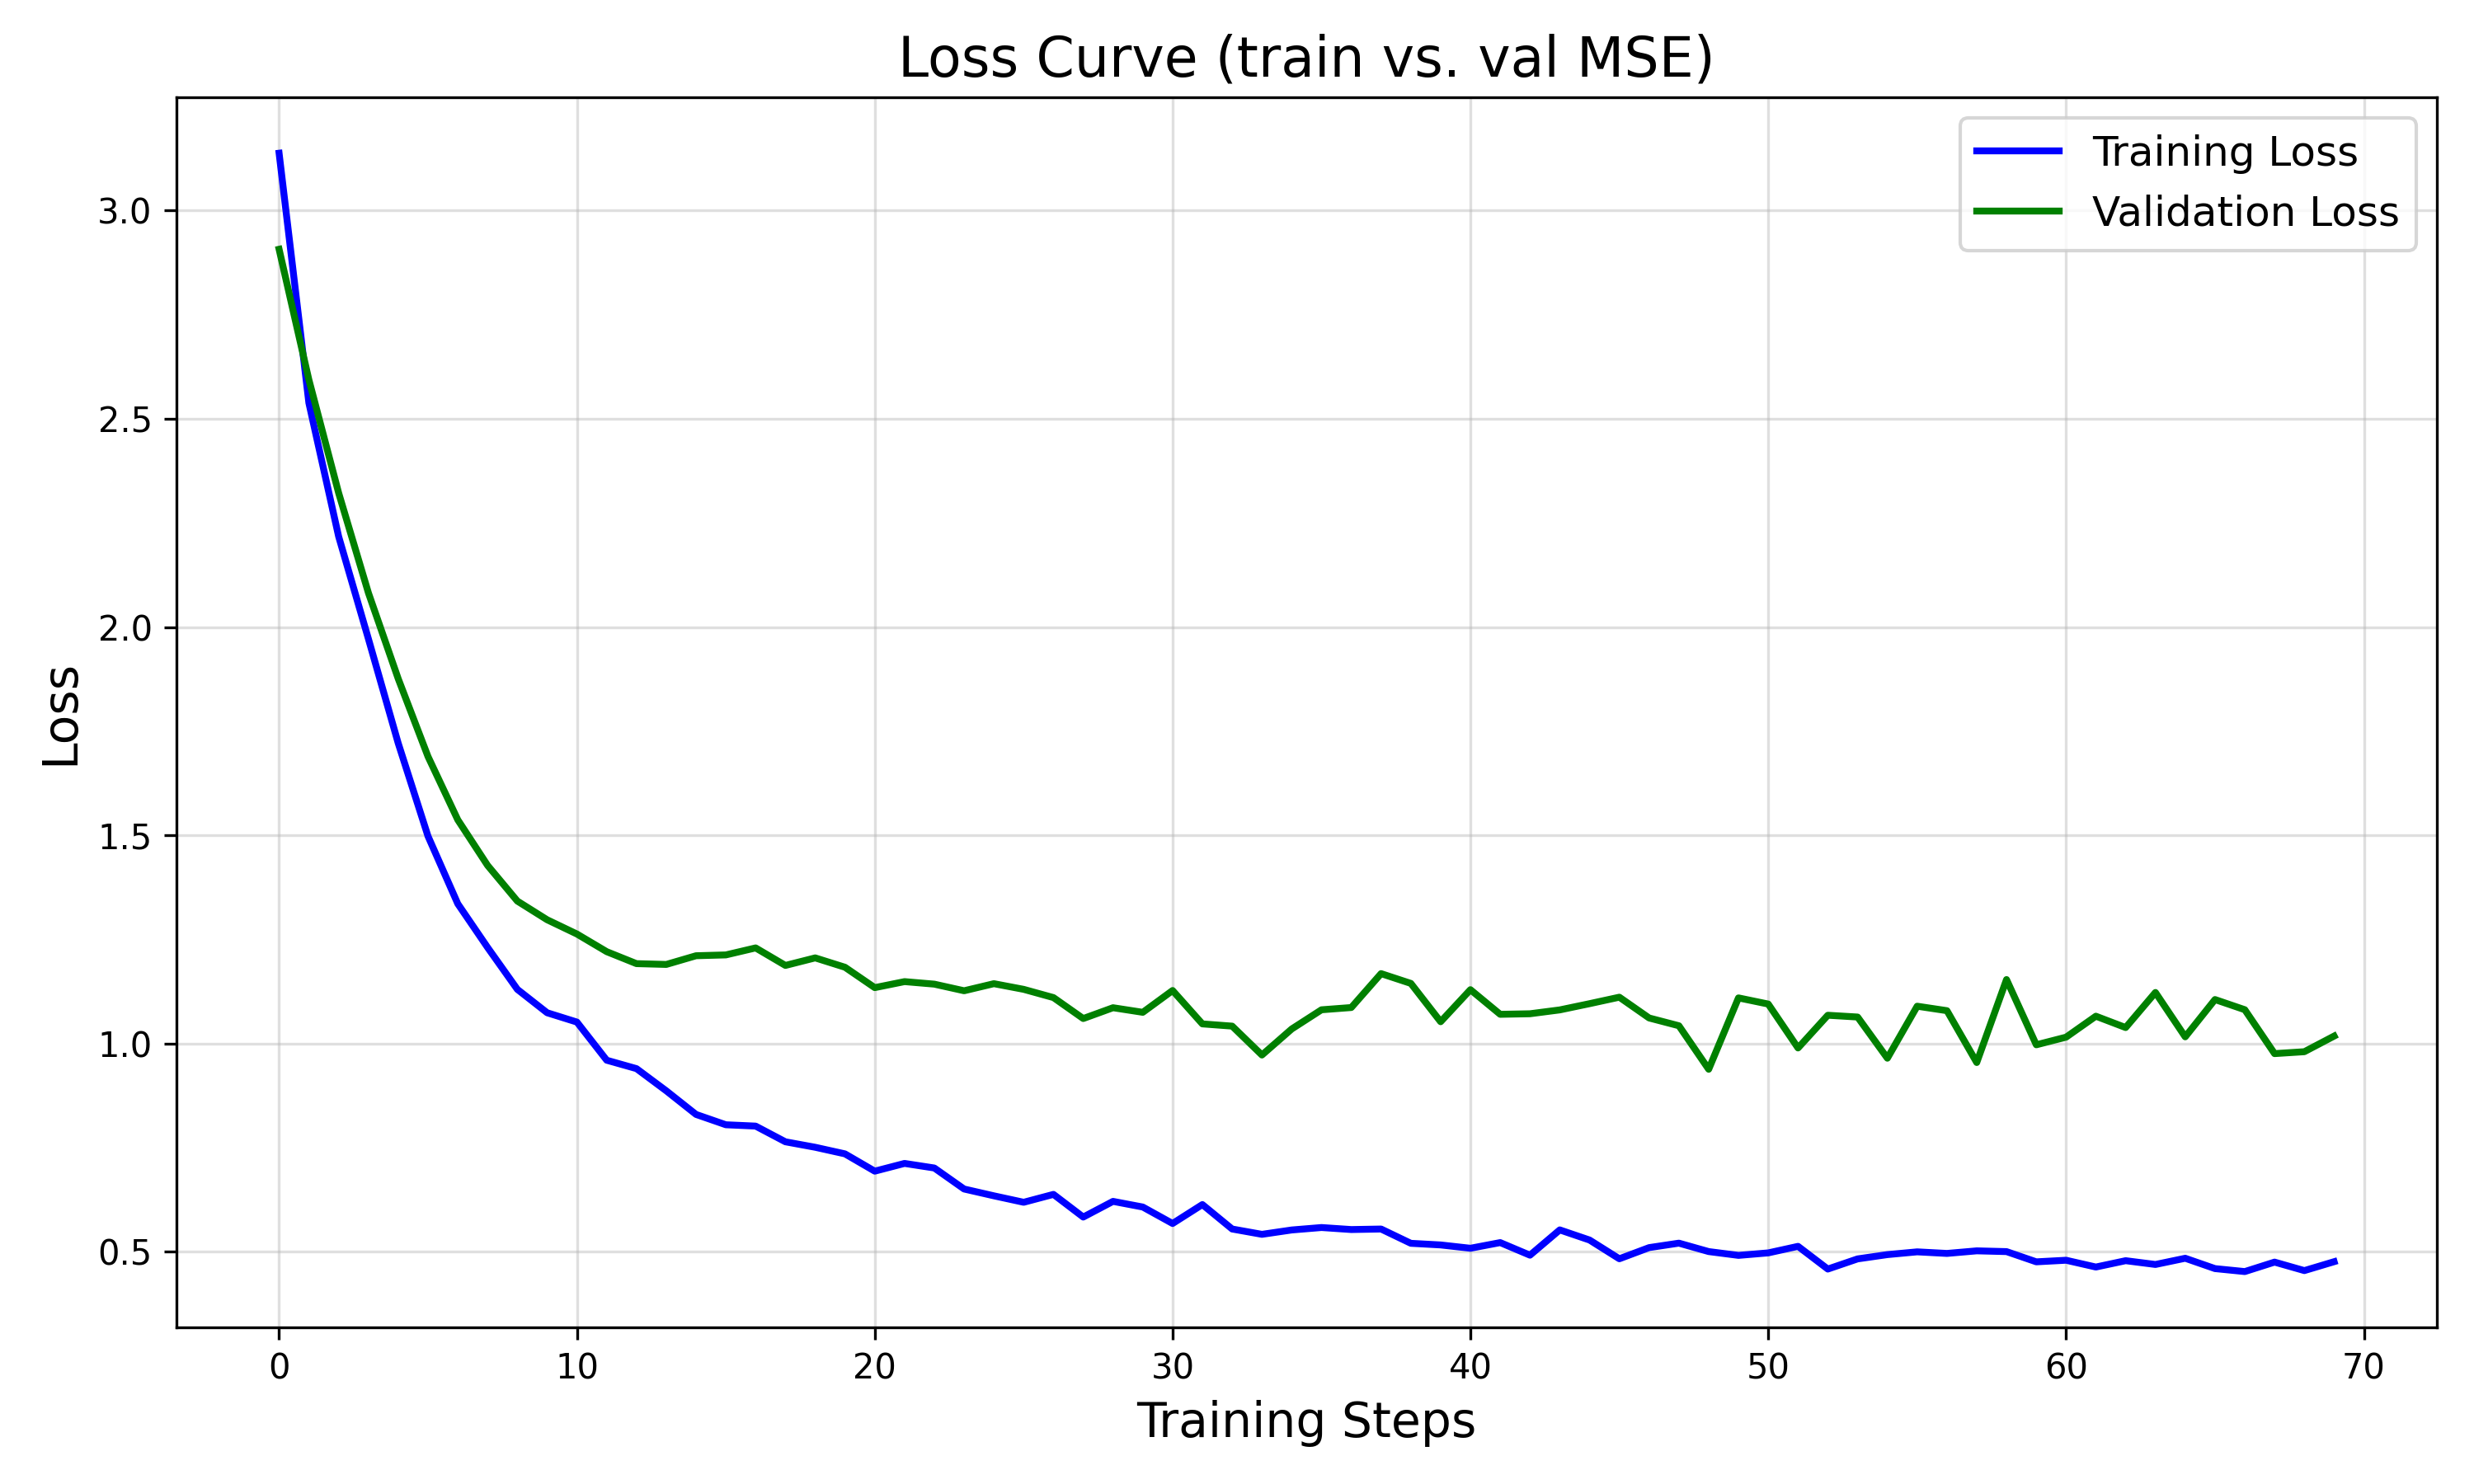 Loss Curve (train vs. val MSE)
Training Loss
Validation Loss
3.0
2.5
2.0
1.5
1.0
0.5
Loss
0 10 20 30 40 50 60 70
Training Steps